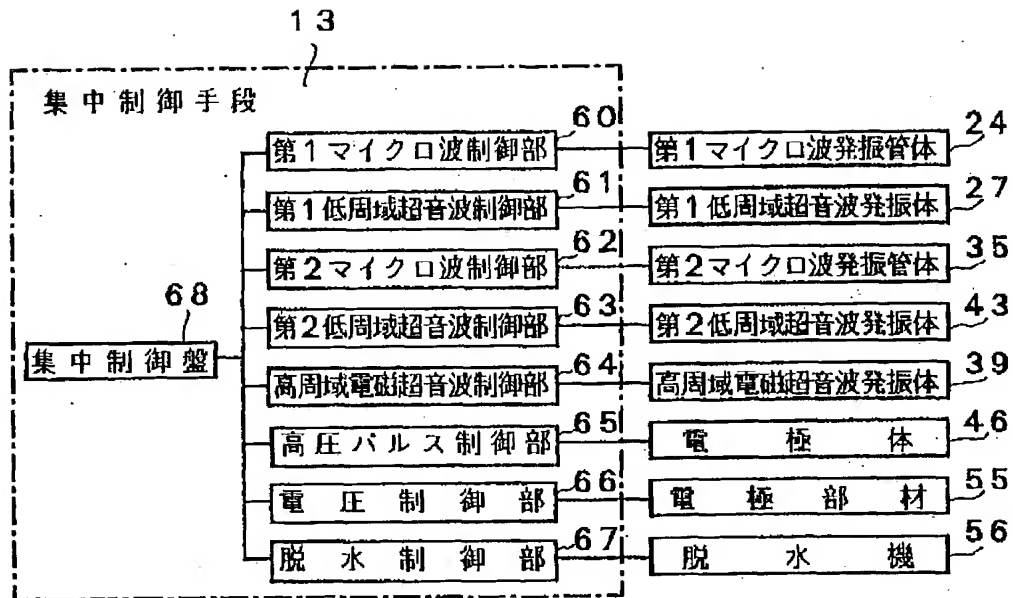 13
集中制御手段
60
第1マイクロ波制御部
24
第1マイクロ波発振管体
61
第1低周域超音波制御部
27
第1低周域超音波発振体
62
第2マイクロ波制御部
35
第2マイクロ波発振管体
68
集中制御盤
63
第2低周域超音波制御部
43
第2低周域超音波発振体
64
高周域電磁超音波制御部
39
高周域電磁超音波発振体
65
高圧パルス制御部
46
電極体
66
電圧制御部
55
電極部材
67
脱水制御部
56
脱水機